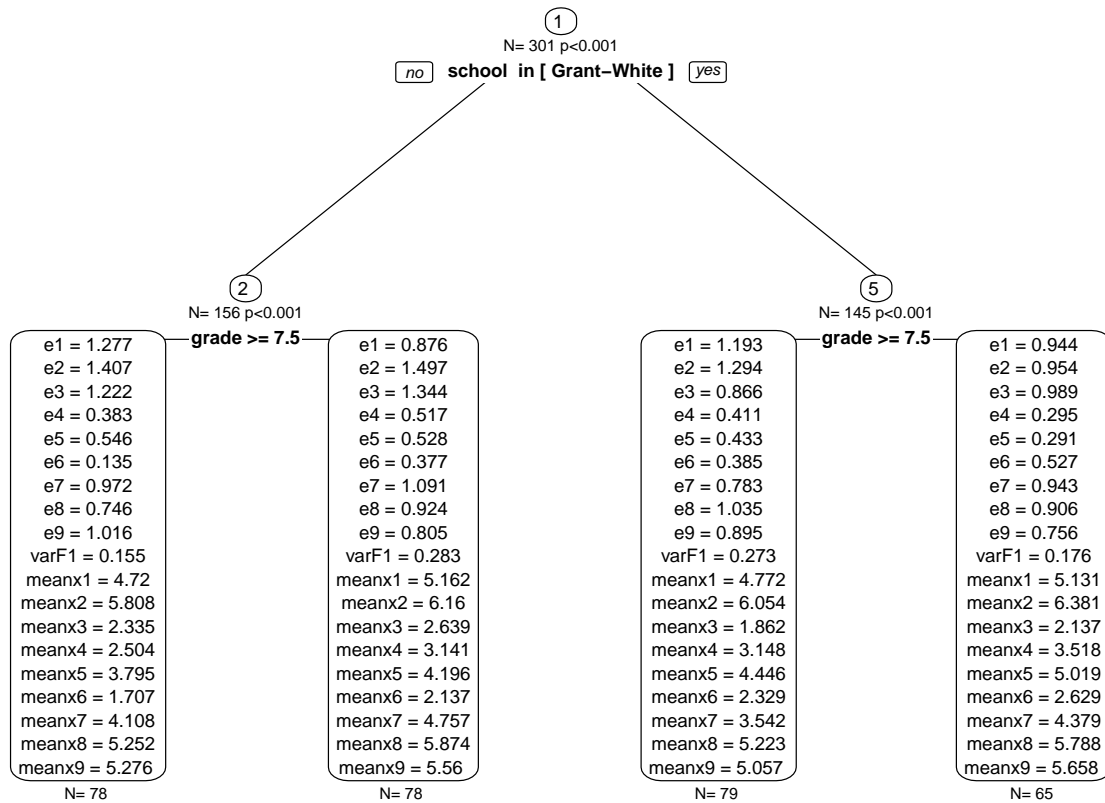 1
N= 301 p<0.001
no school in [ Grant−White ] yes
2
N= 156 p<0.001
grade >= 7.5
5
N= 145 p<0.001
grade >= 7.5
e1 = 1.277
e2 = 1.407
e3 = 1.222
e4 = 0.383
e5 = 0.546
e6 = 0.135
e7 = 0.972
e8 = 0.746
e9 = 1.016
varF1 = 0.155
meanx1 = 4.72
meanx2 = 5.808
meanx3 = 2.335
meanx4 = 2.504
meanx5 = 3.795
meanx6 = 1.707
meanx7 = 4.108
meanx8 = 5.252
meanx9 = 5.276
N= 78
e1 = 0.876
e2 = 1.497
e3 = 1.344
e4 = 0.517
e5 = 0.528
e6 = 0.377
e7 = 1.091
e8 = 0.924
e9 = 0.805
varF1 = 0.283
meanx1 = 5.162
meanx2 = 6.16
meanx3 = 2.639
meanx4 = 3.141
meanx5 = 4.196
meanx6 = 2.137
meanx7 = 4.757
meanx8 = 5.874
meanx9 = 5.56
N= 78
e1 = 1.193
e2 = 1.294
e3 = 0.866
e4 = 0.411
e5 = 0.433
e6 = 0.385
e7 = 0.783
e8 = 1.035
e9 = 0.895
varF1 = 0.273
meanx1 = 4.772
meanx2 = 6.054
meanx3 = 1.862
meanx4 = 3.148
meanx5 = 4.446
meanx6 = 2.329
meanx7 = 3.542
meanx8 = 5.223
meanx9 = 5.057
N= 79
e1 = 0.944
e2 = 0.954
e3 = 0.989
e4 = 0.295
e5 = 0.291
e6 = 0.527
e7 = 0.943
e8 = 0.906
e9 = 0.756
varF1 = 0.176
meanx1 = 5.131
meanx2 = 6.381
meanx3 = 2.137
meanx4 = 3.518
meanx5 = 5.019
meanx6 = 2.629
meanx7 = 4.379
meanx8 = 5.788
meanx9 = 5.658
N= 65